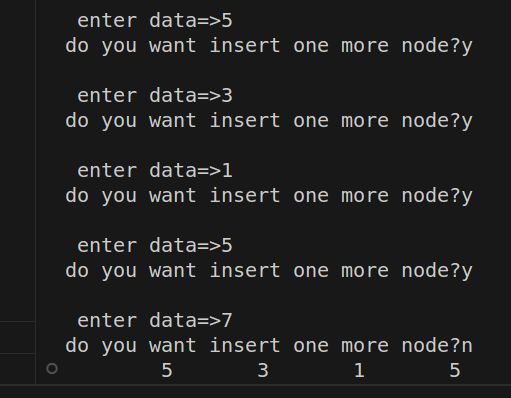 enter data=>5
do you want insert one more node?y
enter data=>3
do you want insert one more node?y
enter data=>1
do you want insert one more node?y
enter data=>5
do you want insert one more node?y
enter data=>7
do you want insert one more node?n
5 3 1 5